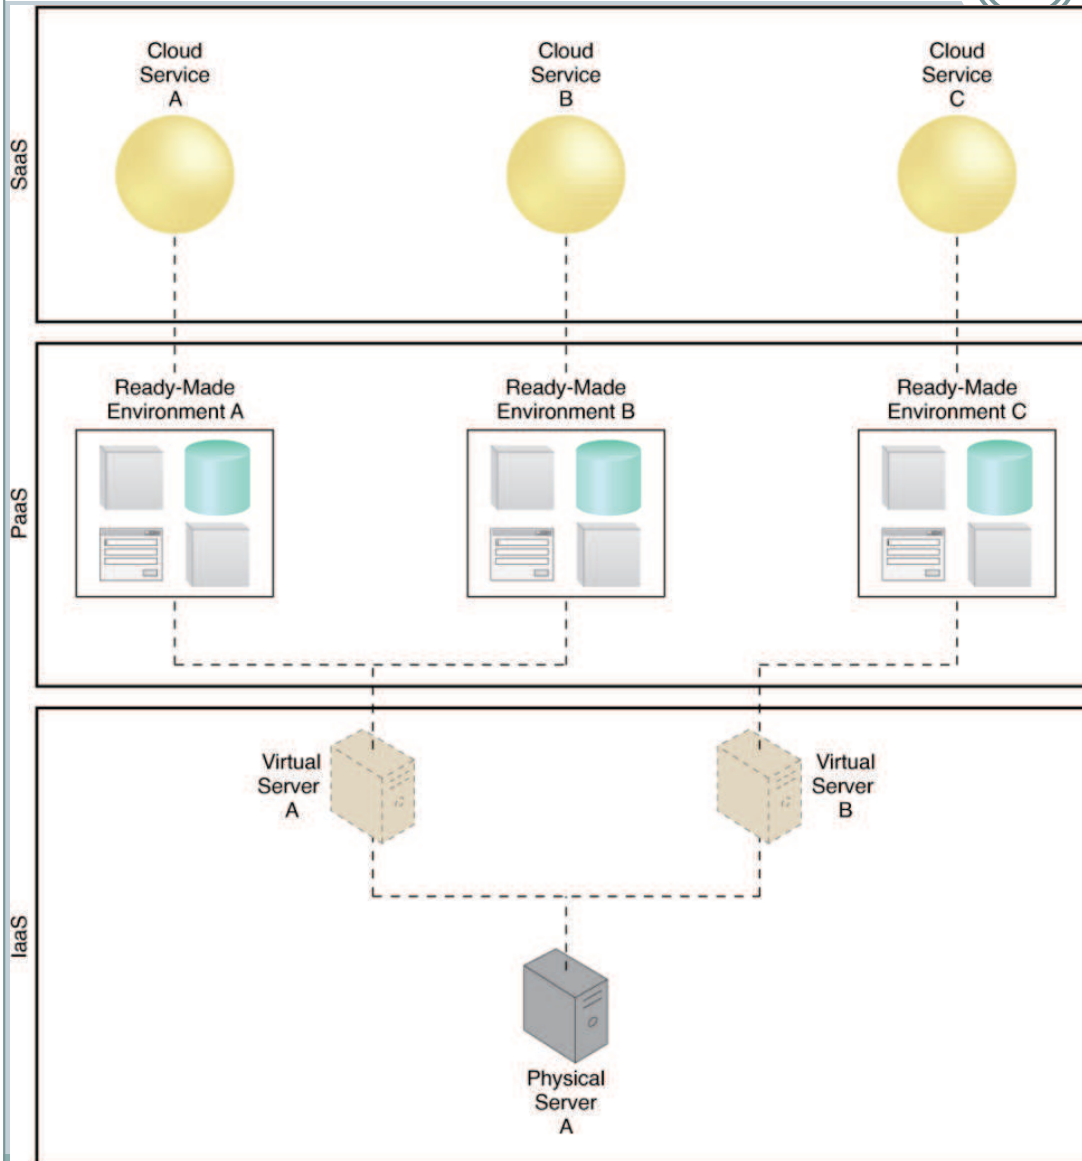 SaaS
Cloud
Service
A
Cloud
Service
B
Cloud
Service
C
PaaS
Ready-Made
Environment A
Ready-Made
Environment B
Ready-Made
Environment C
IaaS
Virtual
Server
A
Virtual
Server
B
Physical
Server
A